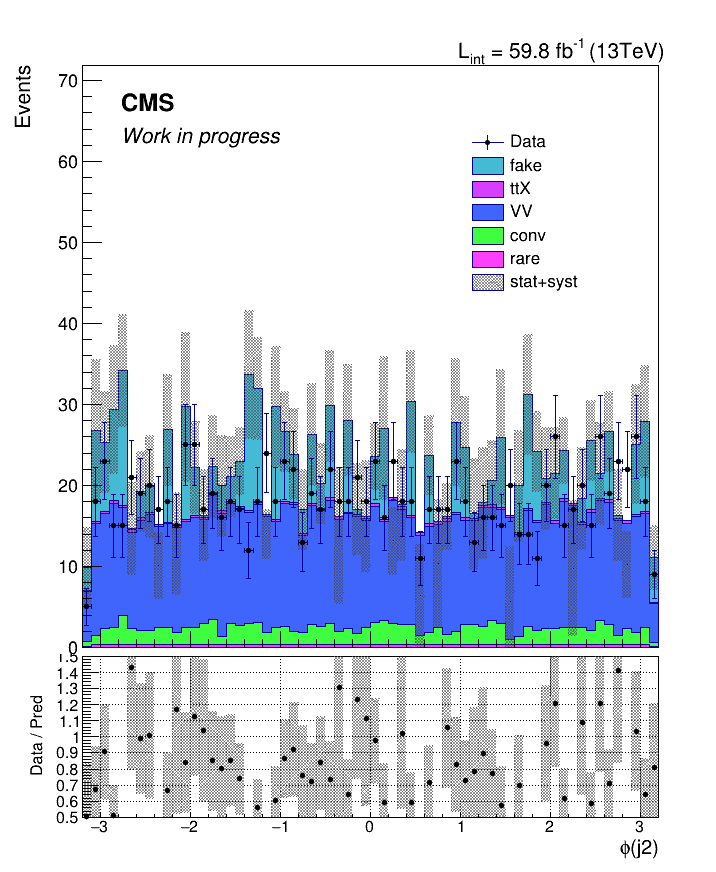 L_int = 59.8 fb^-1 (13TeV)
Events
CMS
Work in progress
Data
fake
ttX
VV
conv
rare
stat+syst
70
60
50
40
30
20
10
0
Data / Pred
1.5
1.4
1.3
1.2
1.1
1
0.9
0.8
0.7
0.6
0.5
−3 −2 −1 0 1 2 3
ϕ(j2)